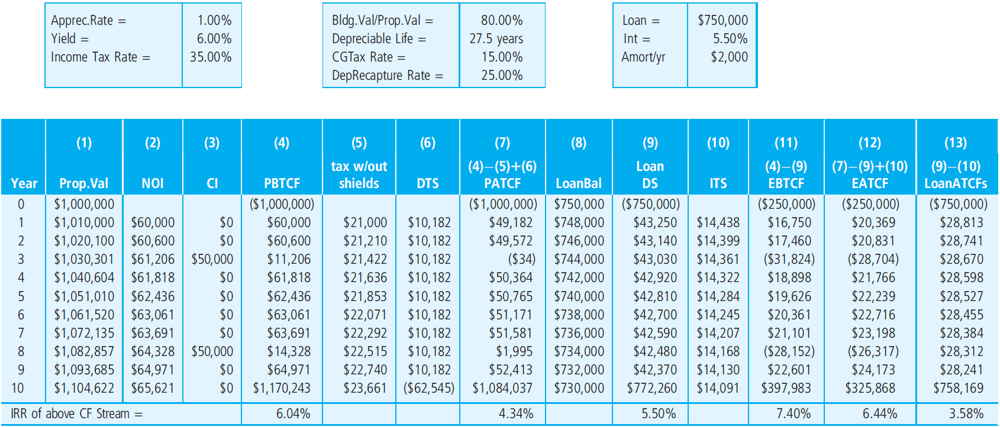 Apprec.Rate = 1.00%
Yield = 6.00%
Income Tax Rate = 35.00%
Bldg.Val/Prop.Val = 80.00%
Depreciable Life = 27.5 years
CGTax Rate = 15.00%
DepRecapture Rate = 25.00%
Loan = $750,000
Int = 5.50%
Amort/yr $2,000
(1) (2) (3) (4) (5) (6) (7) (8) (9) (10) (11) (12) (13)
tax w/out (4)−(5)+(6) Loan (4)−(9) (7)−(9)+(10) (9)−(10)
Year Prop.Val NOI CI PBTCF shields DTS PATCF LoanBal DS ITS EBTCF EATCF LoanATCFs
0 $1,000,000 ($1,000,000) ($1,000,000) $750,000 ($750,000) ($250,000) ($250,000) ($750,000)
1 $1,010,000 $60,000 $0 $60,000 $21,000 $10,182 $49,182 $748,000 $43,250 $14,438 $16,750 $20,369 $28,813
2 $1,020,100 $60,600 $0 $60,600 $21,210 $10,182 $49,572 $746,000 $43,140 $14,399 $17,460 $20,831 $28,741
3 $1,030,301 $61,206 $50,000 $11,206 $21,422 $10,182 ($34) $744,000 $43,030 $14,361 ($31,824) ($28,704) $28,670
4 $1,040,604 $61,818 $0 $61,818 $21,636 $10,182 $50,364 $742,000 $42,920 $14,322 $18,898 $21,766 $28,598
5 $1,051,010 $62,436 $0 $62,436 $21,853 $10,182 $50,765 $740,000 $42,810 $14,284 $19,626 $22,239 $28,527
6 $1,061,520 $63,061 $0 $63,061 $22,071 $10,182 $51,171 $738,000 $42,700 $14,245 $20,361 $22,716 $28,455
7 $1,072,135 $63,691 $0 $63,691 $22,292 $10,182 $51,581 $736,000 $42,590 $14,207 $21,101 $23,198 $28,384
8 $1,082,857 $64,328 $50,000 $14,328 $22,515 $10,182 $1,995 $734,000 $42,480 $14,168 ($28,152) ($26,317) $28,312
9 $1,093,685 $64,971 $0 $64,971 $22,740 $10,182 $52,413 $732,000 $42,370 $14,130 $22,601 $24,173 $28,241
10 $1,104,622 $65,621 $0 $1,170,243 $23,661 ($62,545) $1,084,037 $730,000 $772,260 $14,091 $397,983 $325,868 $758,169
IRR of above CF Stream = 6.04% 4.34% 5.50% 7.40% 6.44% 3.58%